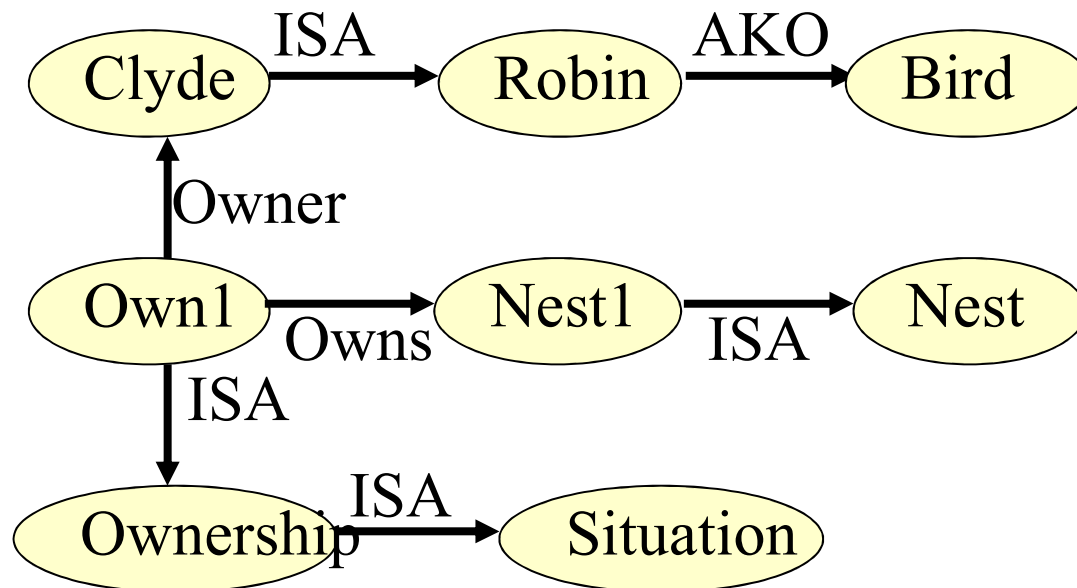 ISA AKO
Clyde Robin Bird
Owner
Own1 Nest1 Nest
Owns ISA
ISA
ISA
Ownership Situation